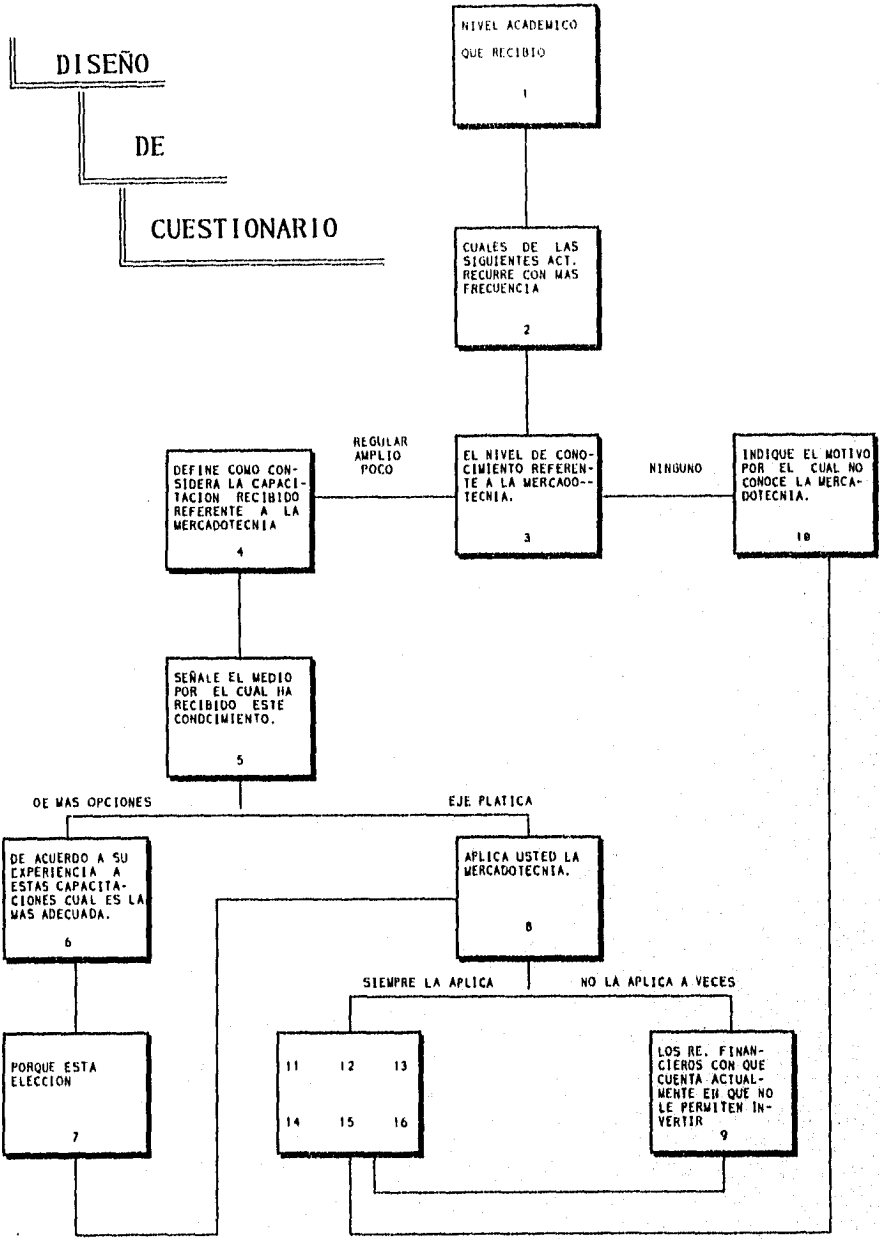 DISEÑO
DE
CUESTIONARIO
NIVEL ACADEMICO
QUE RECIBIO
1
CUALES DE LAS
SIGUIENTES ACT.
RECURRE CON MAS
FRECUENCIA
2
REGULAR
AMPLIO
POCO
EL NIVEL DE CONO-
CIMIENTO REFEREN-
TE A LA MERCADO--
TECNIA.
3
NINGUNO
INDIQUE EL MOTIVO
POR EL CUAL NO
CONOCE LA MERCA-
DOTECNIA.
10
DEFINE COMO CON-
SIDERA LA CAPACI-
TACION RECIBIDO
REFERENTE A LA
MERCADOTECNIA
4
SEÑALE EL MEDIO
POR EL CUAL HA
RECIBIDO ESTE
CONOCIMIENTO.
5
DE MAS OPCIONES
EJE PLATICA
DE ACUERDO A SU
EXPERIENCIA A
ESTAS CAPACITA-
CIONES CUAL ES LA
MAS ADECUADA.
6
APLICA USTED LA
MERCADOTECNIA.
8
SIEMPRE LA APLICA
NO LA APLICA A VECES
PORQUE ESTA
ELECCION
7
11 12 13
14 15 16
LOS RE. FINAN-
CIEROS CON QUE
CUENTA ACTUAL-
MENTE EN QUE NO
LE PERMITEN IN-
VERTIR
9